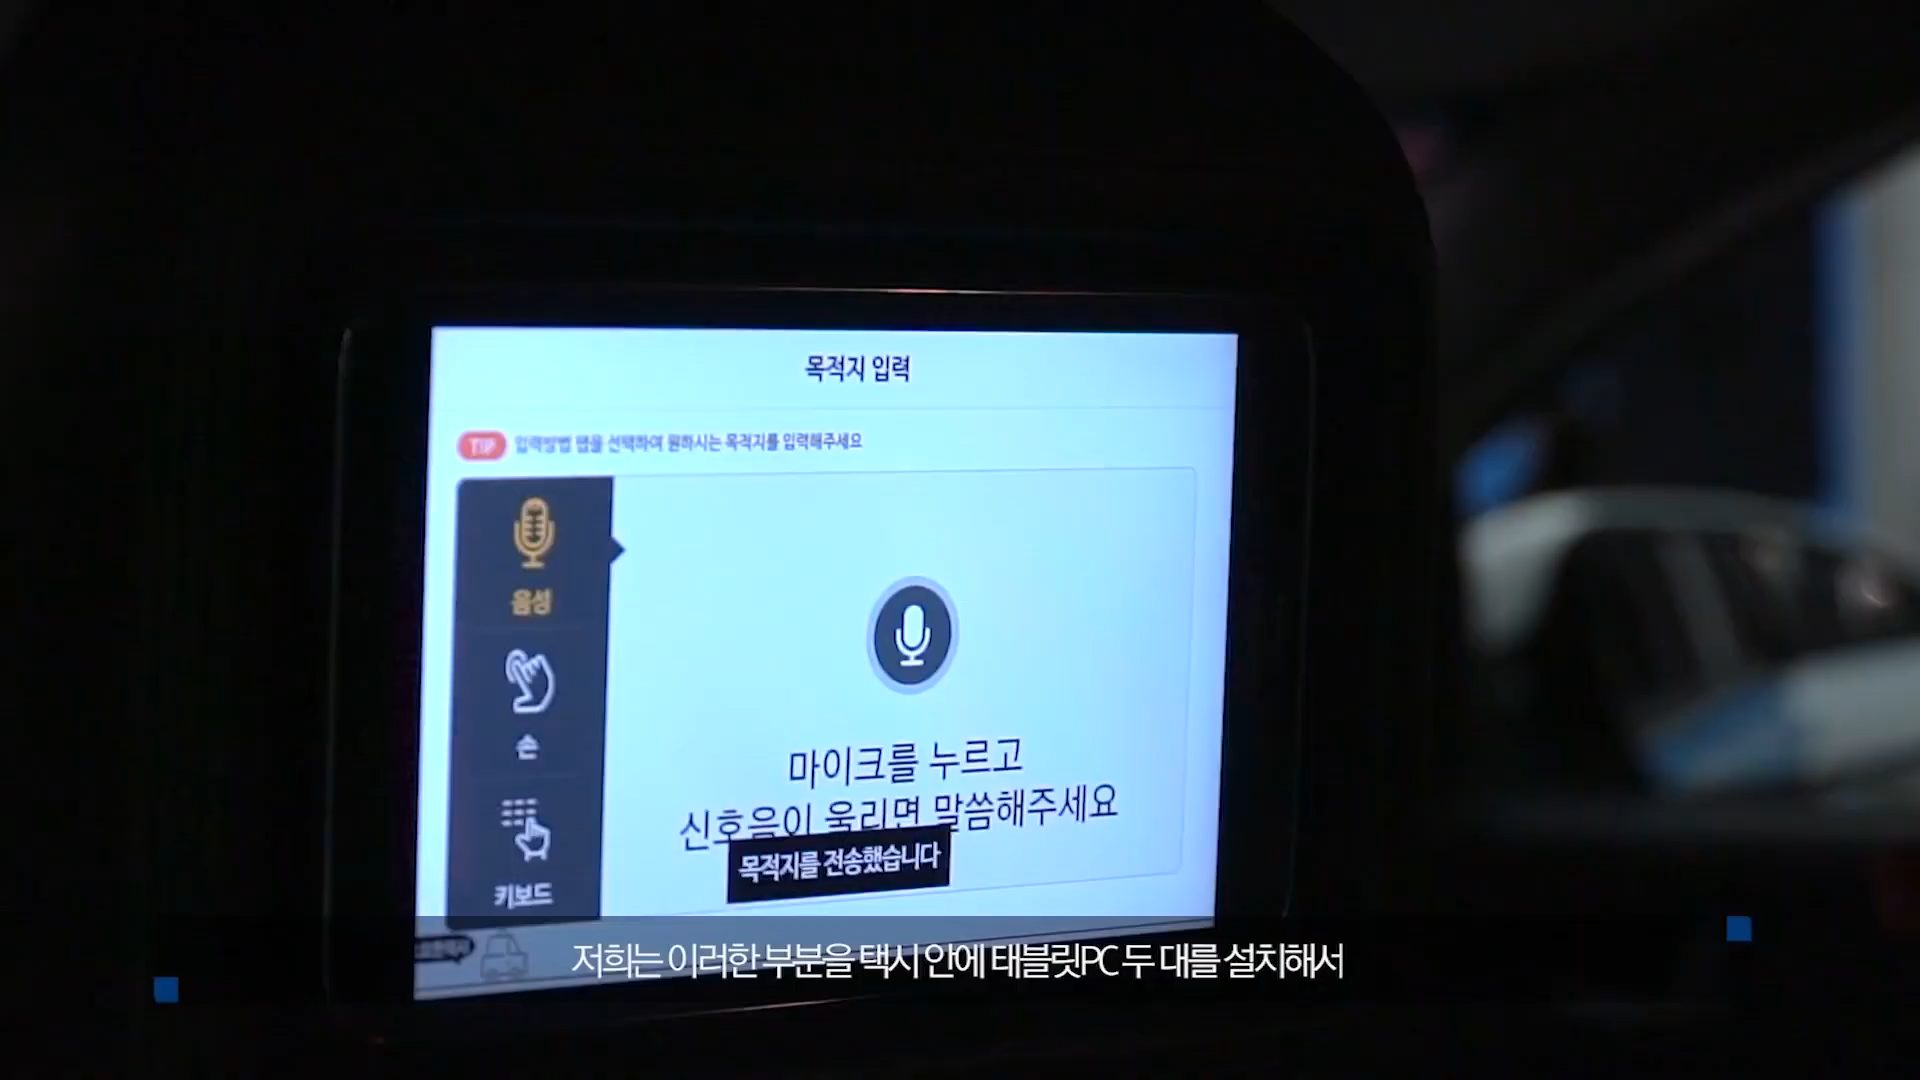 목적지 입력
TIP 입력방법 탭을 선택하여 원하시는 목적지를 입력해주세요
음성
손
키보드
마이크를 누르고
신호음이 울리면 말씀해주세요
목적지를 전송했습니다
저희는 이러한 부분을 택시 안에 태블릿PC 두 대를 설치해서